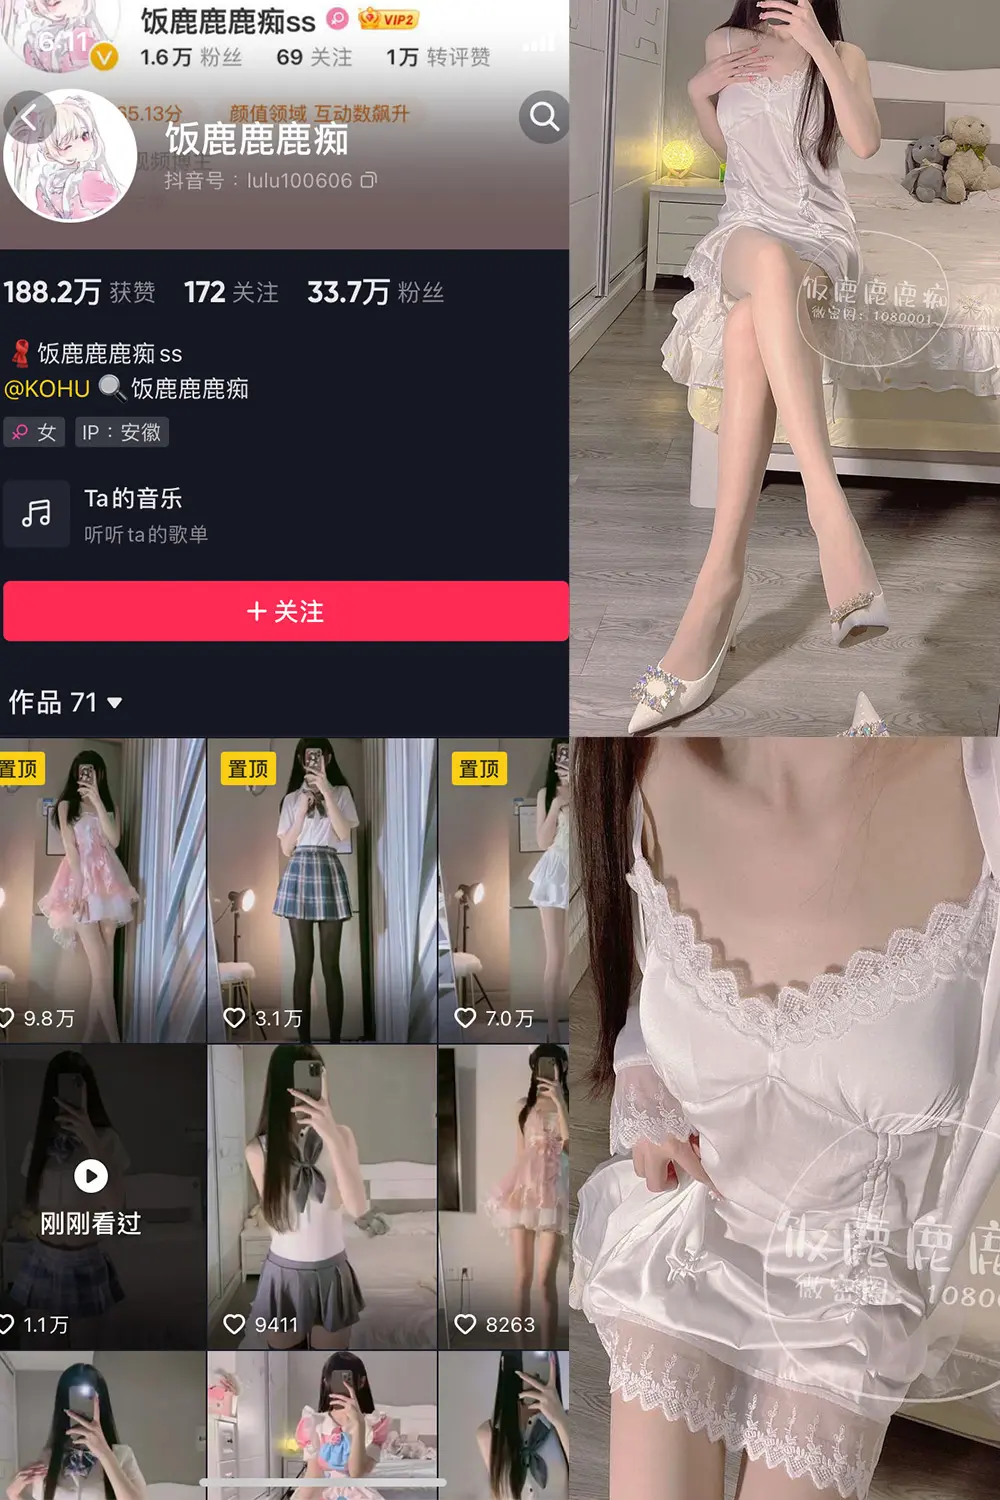 饭鹿鹿鹿痴ss VIP2
6:11
1.6万 粉丝 69 关注 1万 转评赞
65.13分 颜值领域 互动数飙升
饭鹿鹿鹿痴
视频博主
抖音号：lulu100606
188.2万 获赞 172 关注 33.7万 粉丝
饭鹿鹿鹿痴ss
@KOHU 饭鹿鹿鹿痴
女 IP：安徽
Ta的音乐
听听ta的歌单
+ 关注
作品 71
置顶 置顶 置顶
9.8万 3.1万 7.0万
刚刚看过
1.1万 9411 8263
饭鹿鹿鹿痴
微密圈：1080001
饭鹿鹿鹿
微密圈：1080